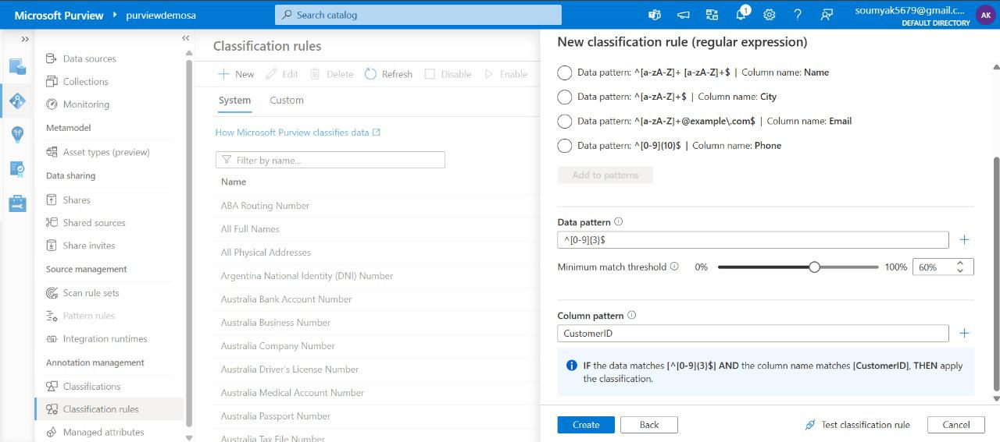 Microsoft Purview purviewdemosa
Search catalog
1
soumyak5679@gmail.c...
DEFAULT DIRECTORY
AK
Data sources
Collections
Monitoring
Metamodel
Asset types (preview)
Data sharing
Shares
Shared sources
Share invites
Source management
Scan rule sets
Pattern rules
Integration runtimes
Annotation management
Classifications
Classification rules
Managed attributes
Classification rules
New Edit Delete Refresh Disable Enable
System Custom
How Microsoft Purview classifies data
Filter by name...
Name
ABA Routing Number
All Full Names
All Physical Addresses
Argentina National Identity (DNI) Number
Australia Bank Account Number
Australia Business Number
Australia Company Number
Australia Driver's License Number
Australia Medical Account Number
Australia Passport Number
Australia Tax File Number
New classification rule (regular expression)
Data pattern: ^[a-zA-Z]+ [a-zA-Z]+$ | Column name: Name
Data pattern: ^[a-zA-Z]+$ | Column name: City
Data pattern: ^[a-zA-Z]+@example\.com$ | Column name: Email
Data pattern: ^[0-9]{10}$ | Column name: Phone
Add to patterns
Data pattern
^[0-9]{3}$
Minimum match threshold 0% 100% 60%
Column pattern
CustomerID
IF the data matches [^[0-9]{3}$] AND the column name matches [CustomerID], THEN apply
the classification.
Create Back Test classification rule Cancel